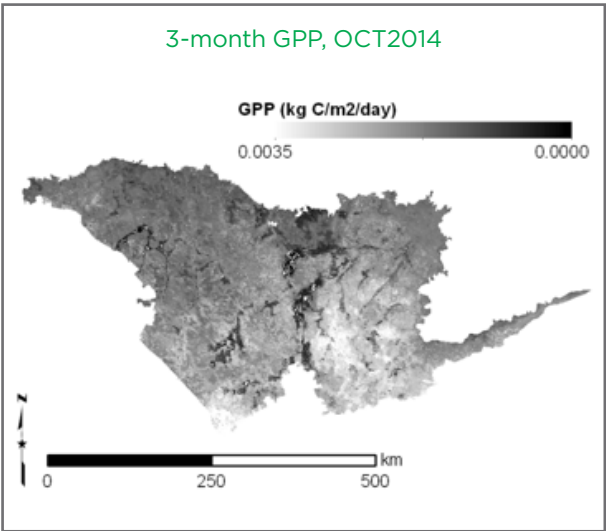 3-month GPP, OCT2014
GPP (kg C/m2/day)
0.0035 0.0000
N
km
0 250 500